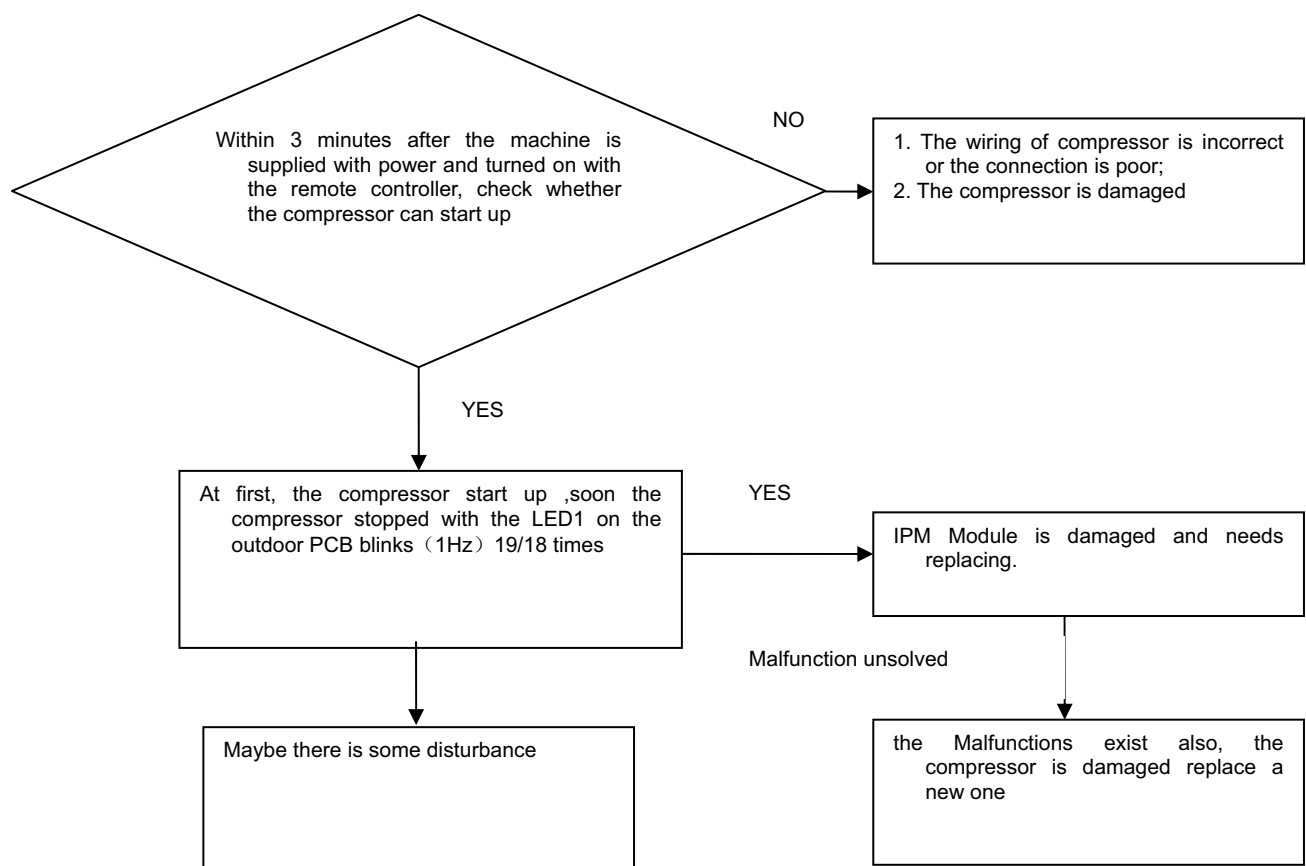 NO
Within 3 minutes after the machine is
supplied with power and turned on with
the remote controller, check whether
the compressor can start up
1. The wiring of compressor is incorrect
or the connection is poor;
2. The compressor is damaged
YES
At first, the compressor start up ,soon the
compressor stopped with the LED1 on the
outdoor PCB blinks（1Hz）19/18 times
YES
IPM Module is damaged and needs
replacing.
Malfunction unsolved
Maybe there is some disturbance
the Malfunctions exist also, the
compressor is damaged replace a
new one